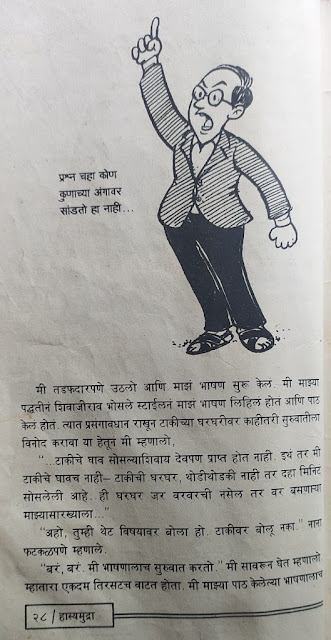 प्रश्न चहा कोण
कुणाच्या अंगावर
सांडतो हा नाही...
मी तडफदारपणे उठलो आणि माझं भाषण सुरू केल. मी माझ्या
पद्धतीनं शिवाजीराव भोसले स्टाईलनं माझं भाषण लिहिल होत आणि पाठ
केलं होतं. त्यात प्रसंगावधान राखून टाकीच्या घरघरीवर काहीतरी सुरुवातीला
विनोद करावा या हेतूनं मी म्हणालो,
"...टाकीचे घाव सोसल्याशिवाय देवपण प्राप्त होत नाही. इथं तर मी
टाकीचे घावच नाही– टाकीची घरघर, थोडीथोडकी नाही तर दहा मिनिटं
सोसलेली आहे. ही घरघर जर वरवरची नसेल तर वर बसणाऱ्या
माझ्यासारख्याला..."
"अहो, तुम्ही थेट विषयावर बोला हो. टाकीवर बोलू नका." नाना
फटकळपणे म्हणाले.
"बरं, बरं. मी भाषणालाच सुरुवात करतो." मी सावरून घेत म्हणालो
म्हातारा एकदम तिरसटच वाटत होता. मी माझ्या पाठ केलेल्या भाषणालाच
२८ / हास्यमुद्रा